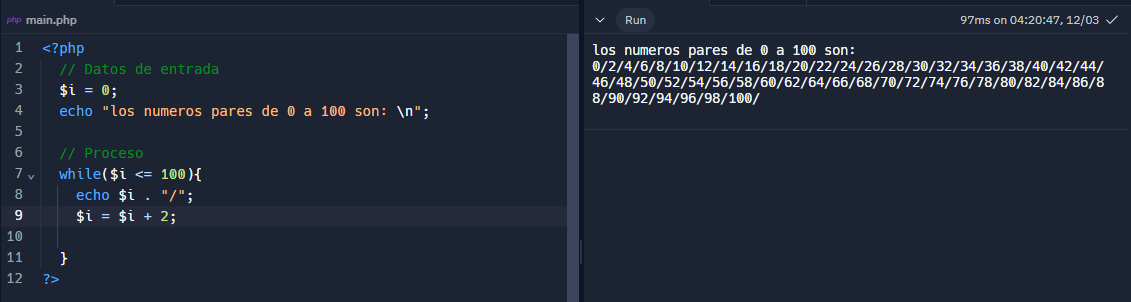 php main.php
1 <?php
2 // Datos de entrada
3 $i = 0;
4 echo "los numeros pares de 0 a 100 son: \n";
5
6 // Proceso
7 while($i <= 100){
8 echo $i . "/";
9 $i = $i + 2;
10
11 }
12 ?>
Run
97ms on 04:20:47, 12/03
los numeros pares de 0 a 100 son:
0/2/4/6/8/10/12/14/16/18/20/22/24/26/28/30/32/34/36/38/40/42/44/
46/48/50/52/54/56/58/60/62/64/66/68/70/72/74/76/78/80/82/84/86/8
8/90/92/94/96/98/100/